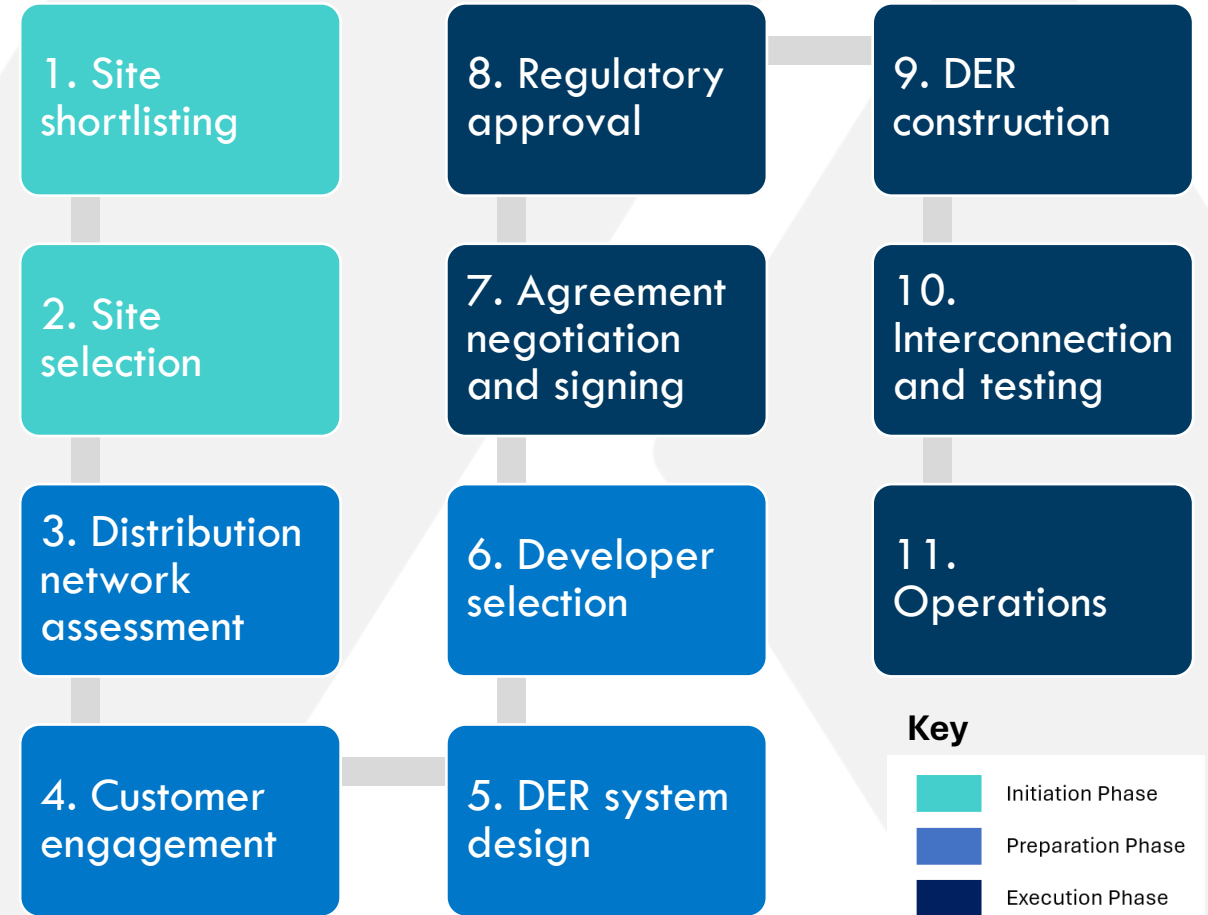 1. Site
shortlisting
2. Site
selection
3. Distribution
network
assessment
4. Customer
engagement
5. DER system
design
6. Developer
selection
7. Agreement
negotiation
and signing
8. Regulatory
approval
9. DER
construction
10.
Interconnection
and testing
11.
Operations
Key
Initiation Phase
Preparation Phase
Execution Phase